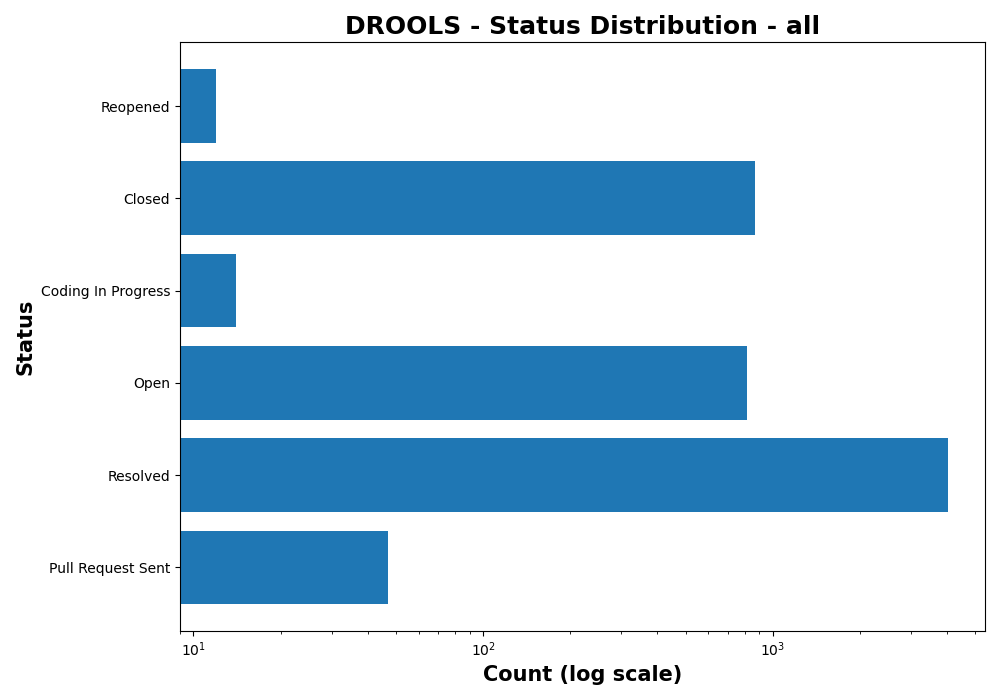 DROOLS - Status Distribution - all
Status
Reopened
Closed
Coding In Progress
Open
Resolved
Pull Request Sent
10¹
10²
10³
Count (log scale)